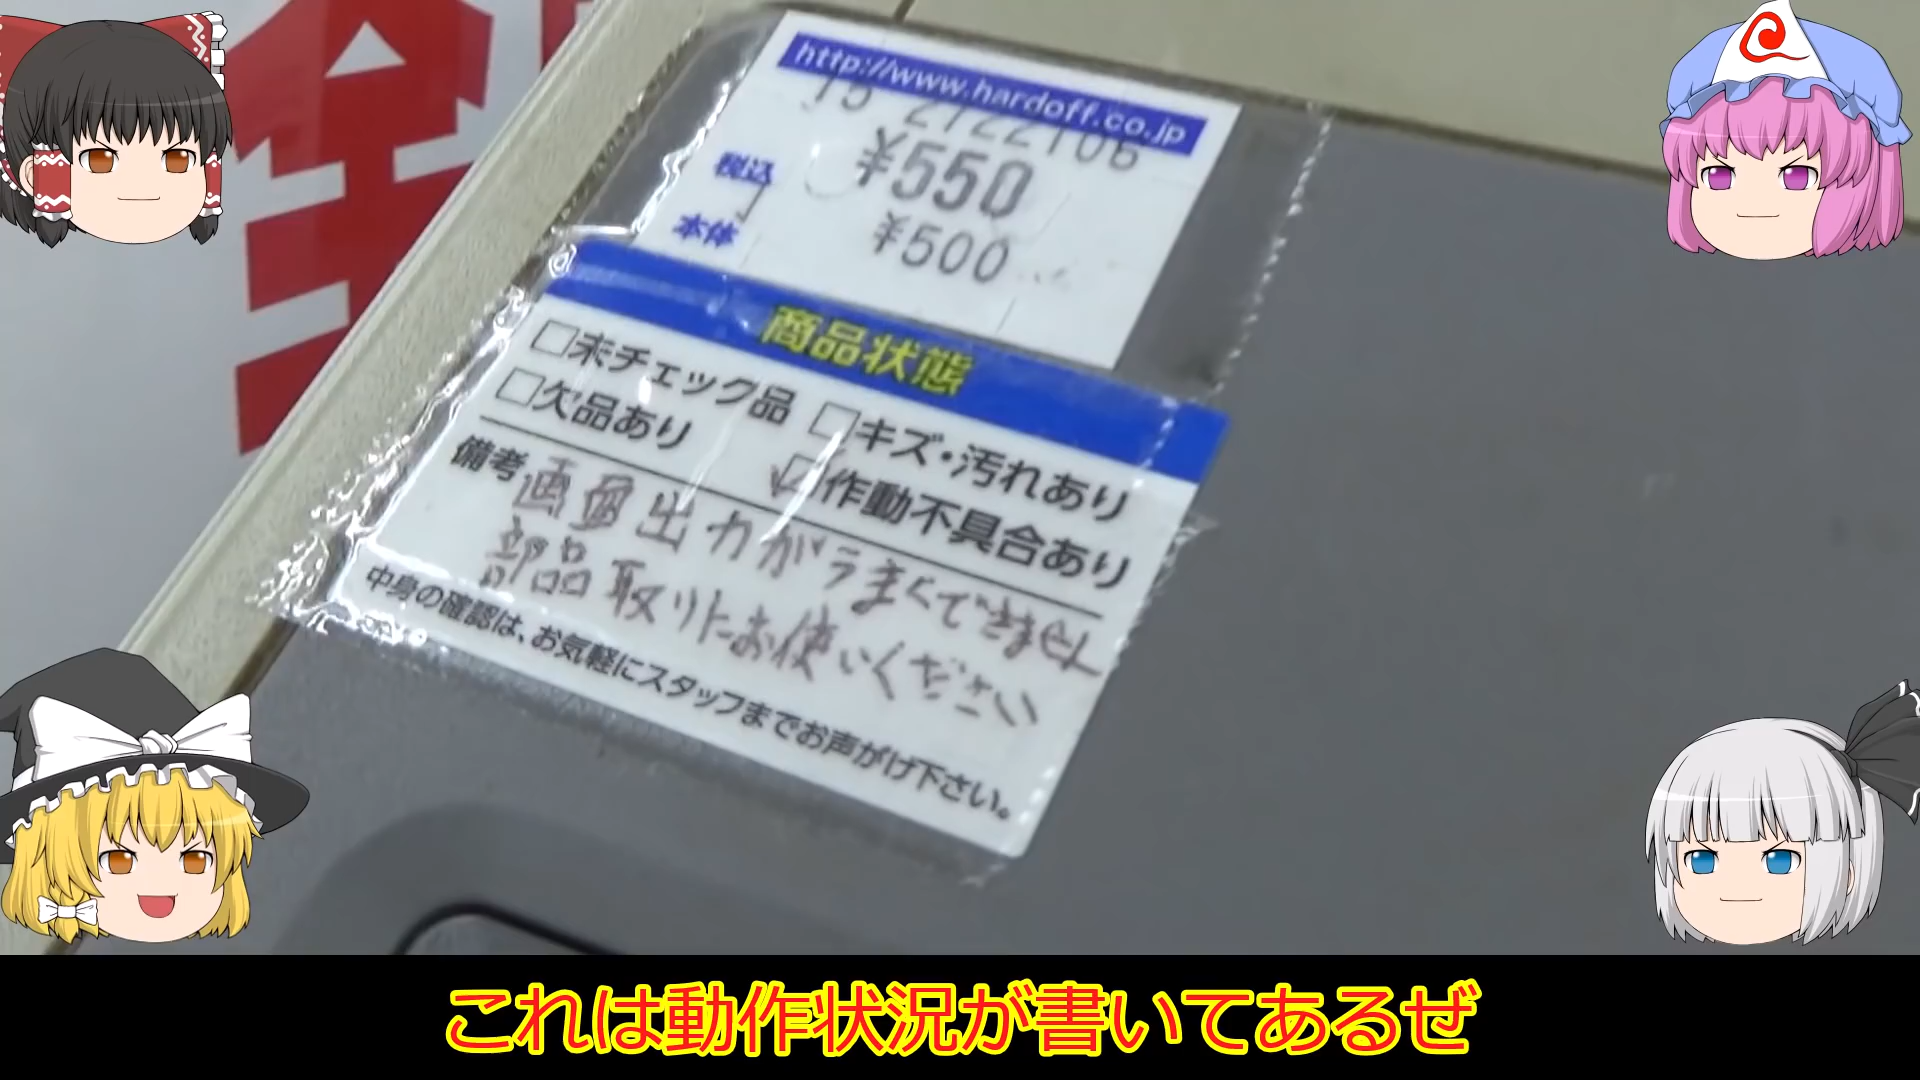 http://www.hardoff.co.jp
税込 ¥550
本体 ¥500
商品状態
□未チェック品 □キズ・汚れあり
□欠品あり ☑作動不具合あり
備考 画面出力がうまくできません
部品取りにお使いください
中身の確認は、お気軽にスタッフまでお声がけ下さい。
これは動作状況が書いてあるぜ